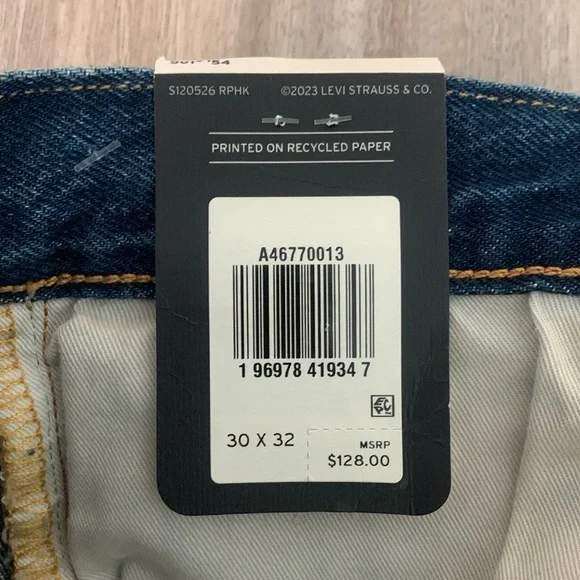 S120526 RPHK ©2023 LEVI STRAUSS & CO.
PRINTED ON RECYCLED PAPER
A46770013
1 96978 41934 7
30 X 32
MSRP
$128.00